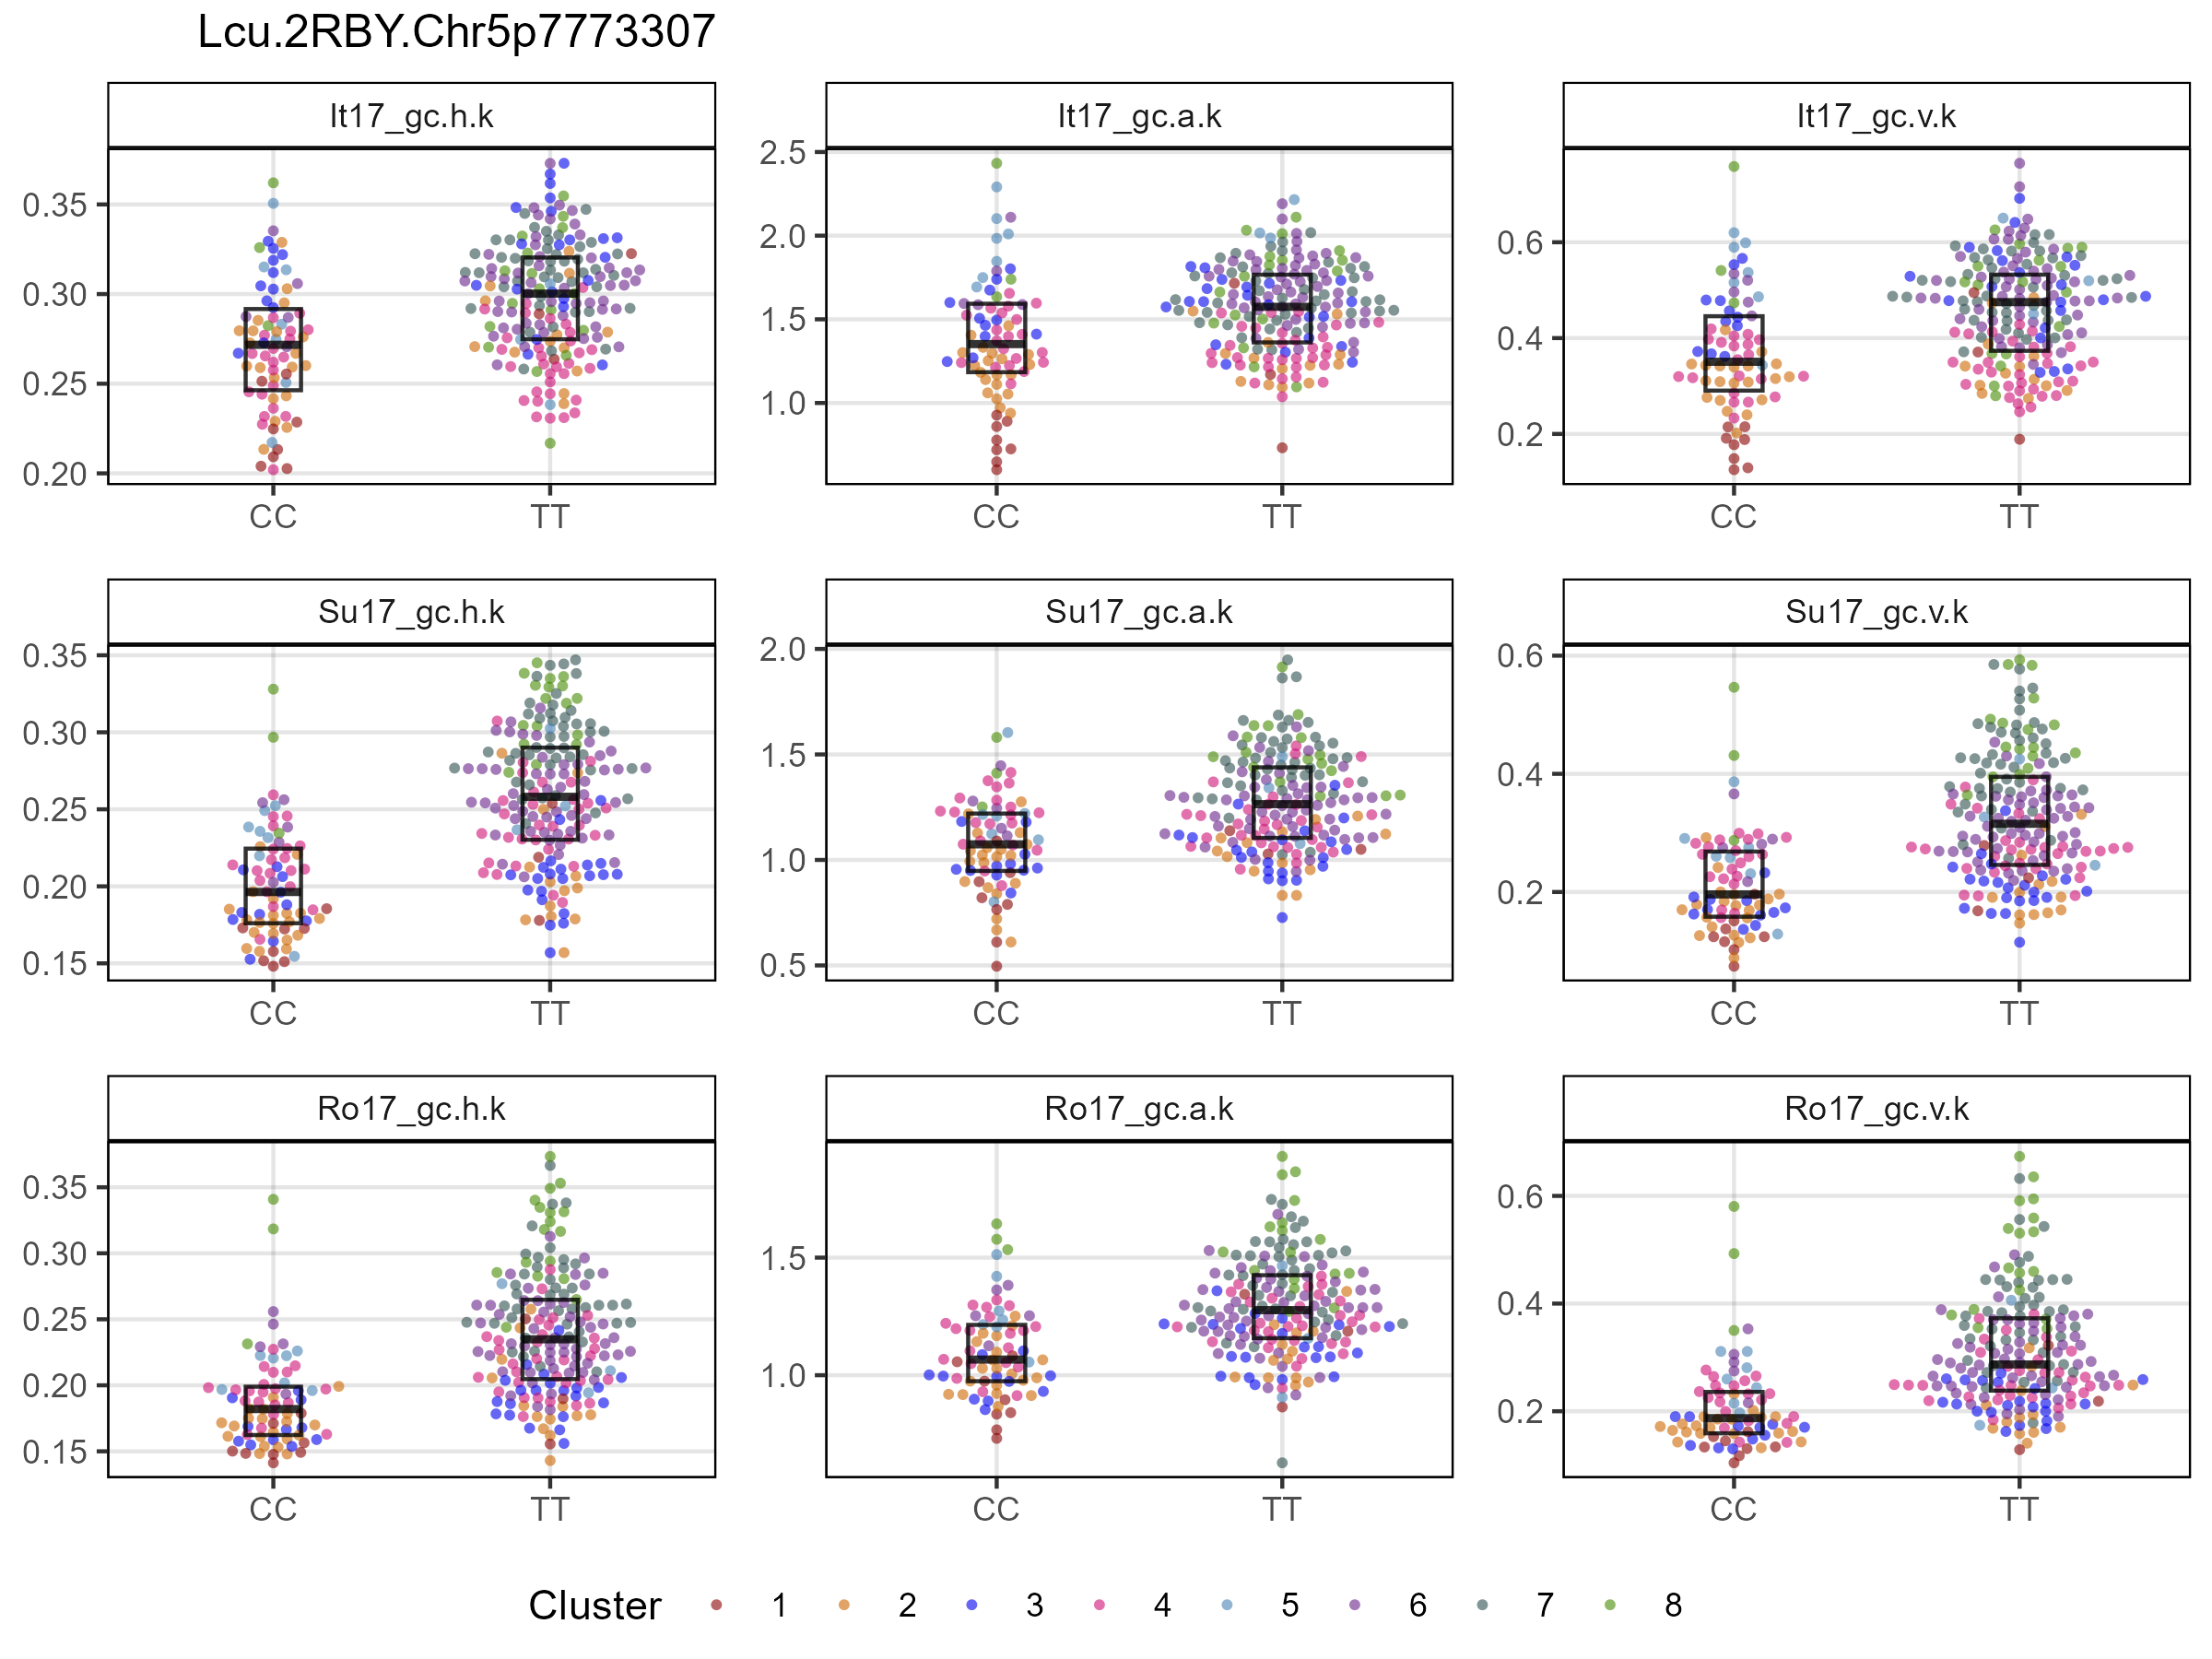 Lcu.2RBY.Chr5p7773307
It17_gc.h.k
It17_gc.a.k
It17_gc.v.k
0.35
0.30
0.25
0.20
CC
TT
2.5
2.0
1.5
1.0
CC
TT
0.6
0.4
0.2
CC
TT
Su17_gc.h.k
Su17_gc.a.k
Su17_gc.v.k
0.35
0.30
0.25
0.20
0.15
CC
TT
2.0
1.5
1.0
0.5
CC
TT
0.6
0.4
0.2
CC
TT
Ro17_gc.h.k
Ro17_gc.a.k
Ro17_gc.v.k
0.35
0.30
0.25
0.20
0.15
CC
TT
1.5
1.0
CC
TT
0.6
0.4
0.2
CC
TT
Cluster 1 2 3 4 5 6 7 8